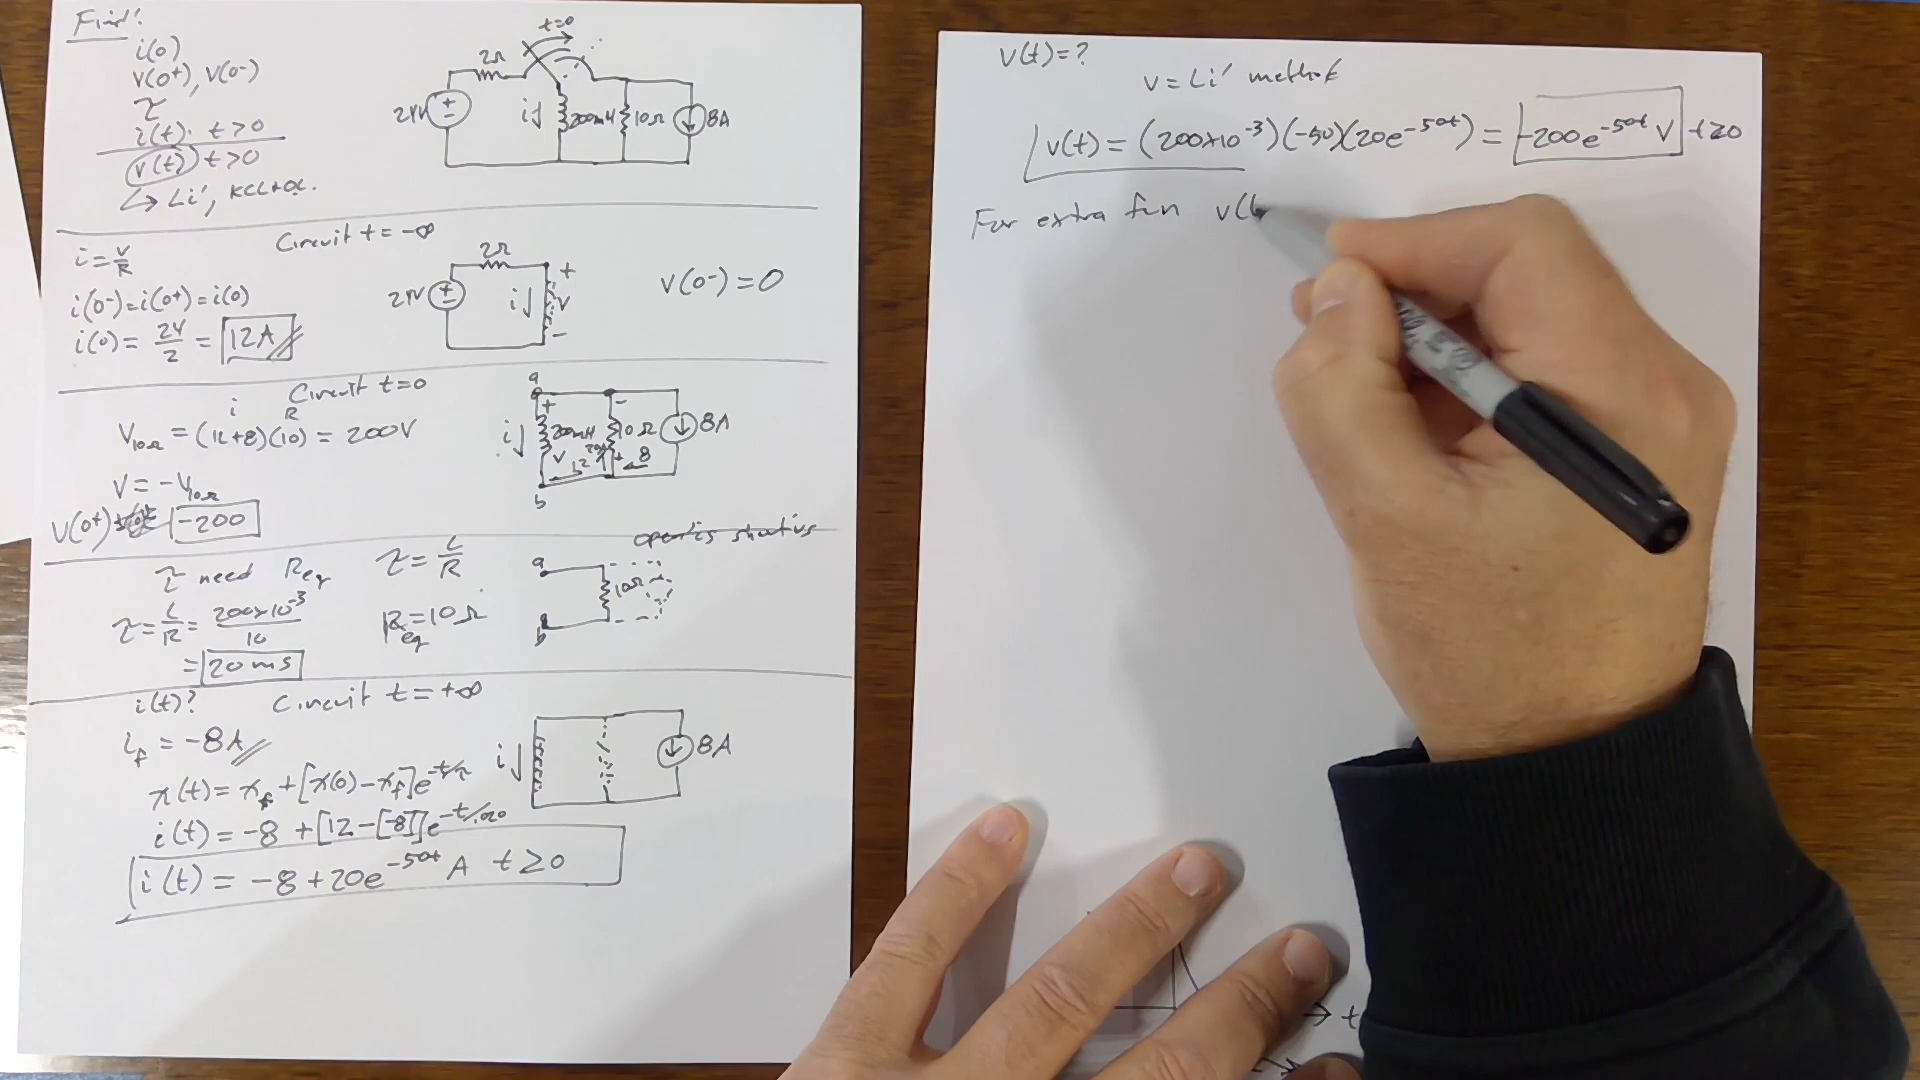 Find:
i(0)
v(0⁺), v(0⁻)
τ
i(t). t>0
v(t) t>0
↳ Li', KCL+Ω.
t=0
2Ω
24V
i↓
200mH
10Ω
8A
Circuit t = -∞
i = V/R
i(0⁻) = i(0⁺) = i(0)
i(0) = 24/2 = 12A
2Ω
24V
i↓
+
V
-
v(0⁻) = 0
Circuit t=0
i R
V10Ω = (12+8)(10) = 200V
V = -V10Ω
v(0⁺) -200
a
+
-
i↓
200mH
10Ω
8A
v
12
20
+
8
b
τ need Req τ = L/R
τ = L/R = 200×10⁻³/10
= 20ms
Req = 10Ω
a
10Ω
b
i(t)? Circuit t = +∞
if = -8A
x(t) = xf + [x(0) - xf]e^-t/τ
i(t) = -8 + [12-[-8]]e^-t/.020
i(t) = -8 + 20e^-50t A t ≥ 0
i↓
8A
v(t) = ?
v = Li' method
v(t) = (200×10⁻³)(-50)(20e^-50t) = -200e^-50t V t≥0
For extra fun v(
t